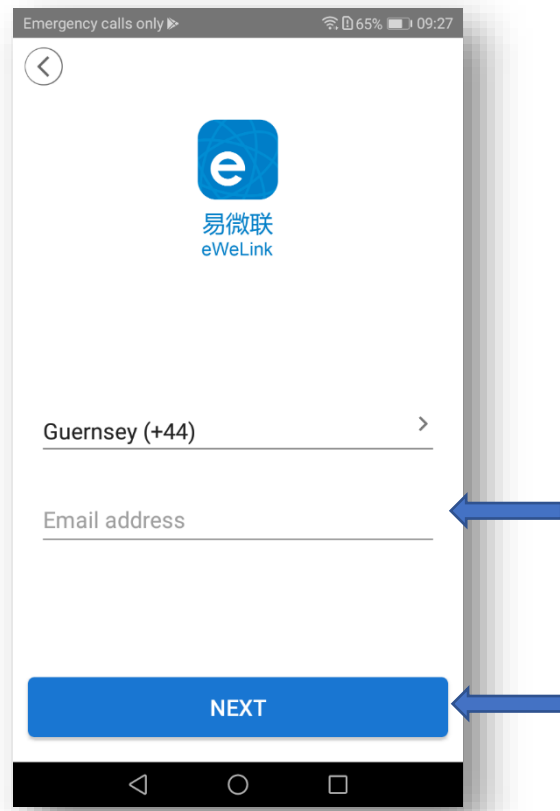 Emergency calls only 65% 09:27
e
易微联
eWeLink
Guernsey (+44)
Email address
NEXT